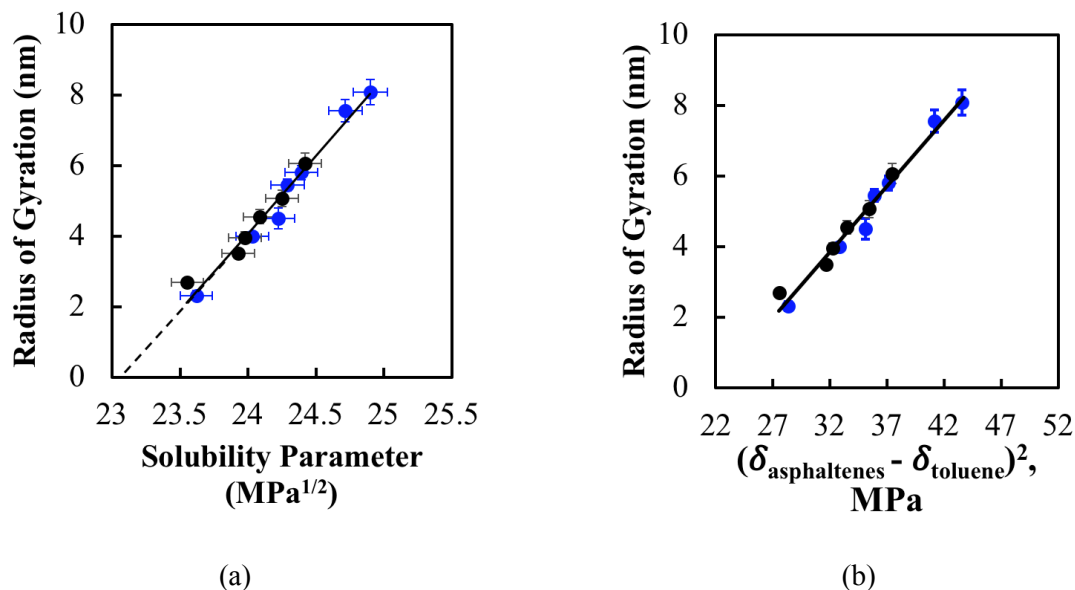 Radius of Gyration (nm)
10
8
6
4
2
0
23 23.5 24 24.5 25 25.5
Solubility Parameter
(MPa1/2)
(a)
Radius of Gyration (nm)
10
8
6
4
2
0
22 27 32 37 42 47 52
(δasphaltenes - δtoluene)2,
MPa
(b)